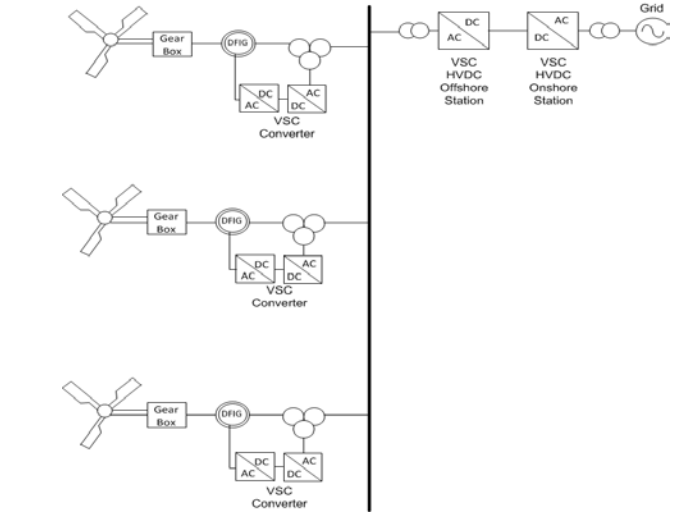 Grid
Gear
Box
DFIG
DC
AC
AC
DC
VSC
Converter
DC
AC
AC
DC
VSC
HVDC
Offshore
Station
VSC
HVDC
Onshore
Station
Gear
Box
DFIG
DC
AC
AC
DC
VSC
Converter
Gear
Box
DFIG
DC
AC
AC
DC
VSC
Converter